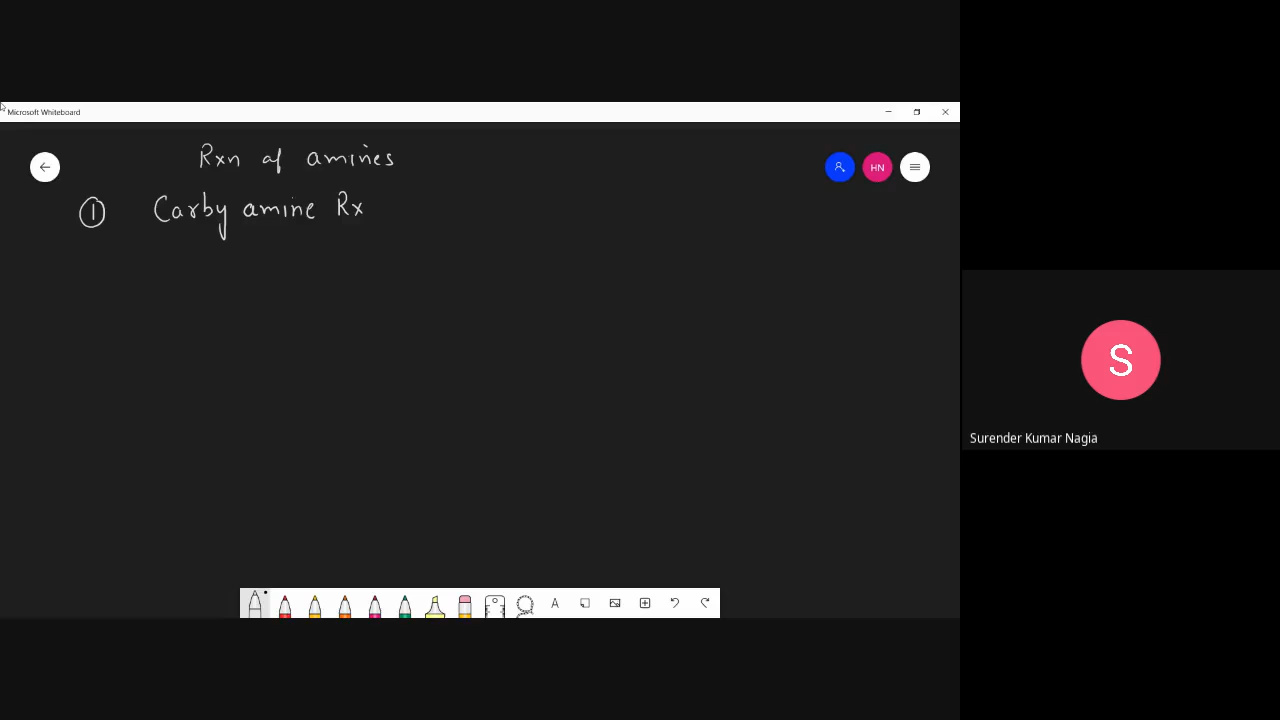 Microsoft Whiteboard
Rxn of amines
HN
① Carby amine Rx
S
Surender Kumar Nagia
A